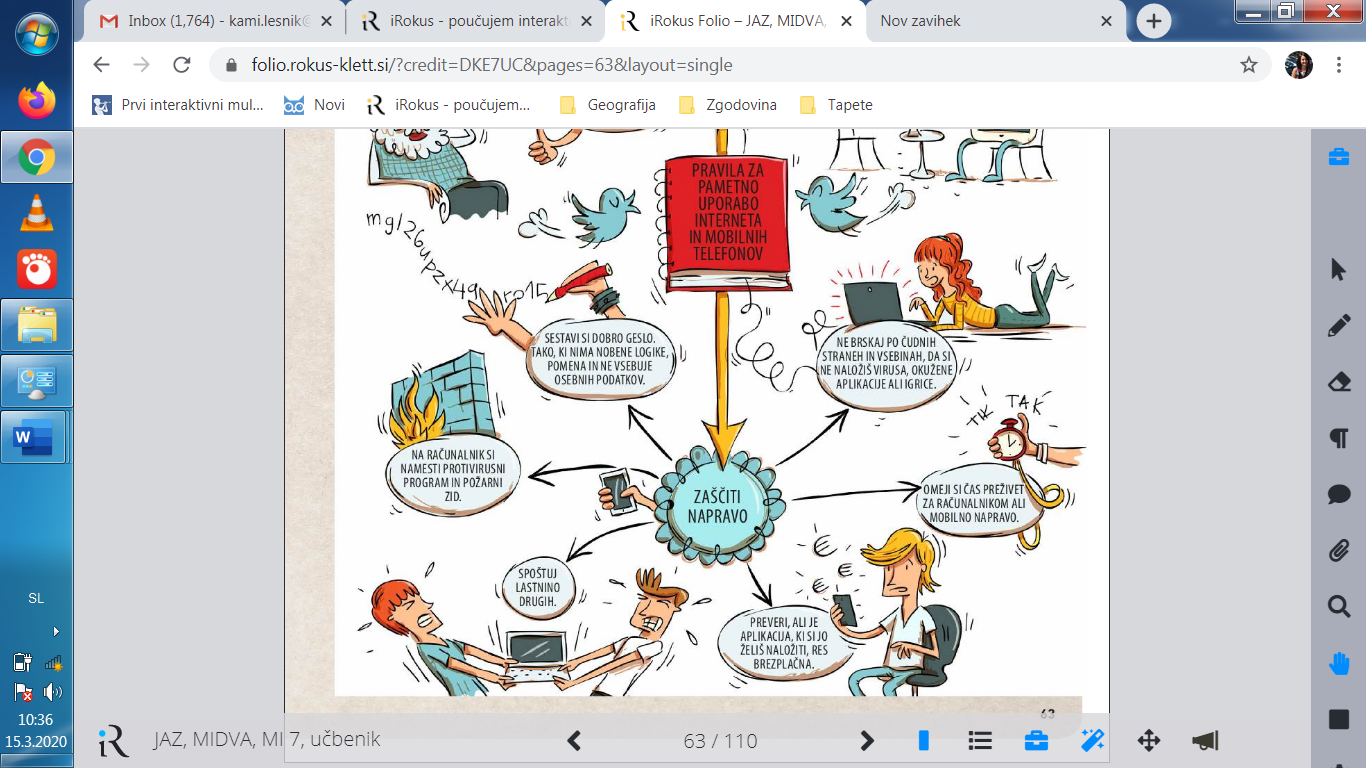 Inbox (1,764) - kami.lesnik@
iRokus - poučujem interakt
iRokus Folio – JAZ, MIDVA,
Nov zavihek
folio.rokus-klett.si/?credit=DKE7UC&pages=63&layout=single
Prvi interaktivni mul...
Novi
iRokus - poučujem...
Geografija
Zgodovina
Tapete
PRAVILA ZA
PAMETNO
UPORABO
INTERNETA
IN MOBILNIH
TELEFONOV
SESTAVI SI DOBRO GESLO.
TAKO, KI NIMA NOBENE LOGIKE,
POMENA IN NE VSEBUJE
OSEBNIH PODATKOV.
NE BRSKAJ PO ČUDNIH
STRANEH IN VSEBINAH, DA SI
NE NALOŽIŠ VIRUSA, OKUŽENE
APLIKACIJE ALI IGRICE.
TIK TAK
NA RAČUNALNIK SI
NAMESTI PROTIVIRUSNI
PROGRAM IN POŽARNI
ZID.
ZAŠČITI
NAPRAVO
OMEJI SI ČAS PREŽIVET
ZA RAČUNALNIKOM ALI
MOBILNO NAPRAVO.
SPOŠTUJ
LASTNINO
DRUGIH.
PREVERI, ALI JE
APLIKACIJA, KI SI JO
ŽELIŠ NALOŽITI, RES
BREZPLAČNA.
€
€
€
63
JAZ, MIDVA, MI 7, učbenik
63 / 110
SL
10:36
15.3.2020